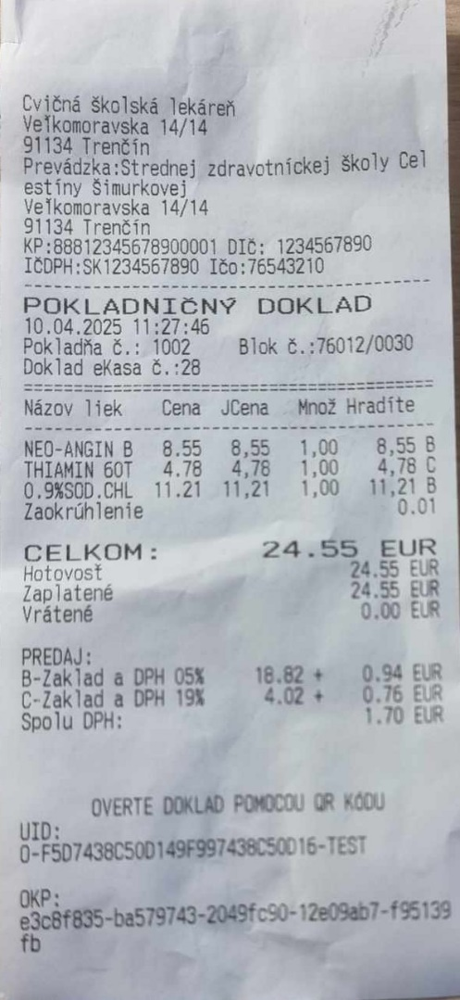 Cvičná školská lekáreň
Veľkomoravska 14/14
91134 Trenčín
Prevádzka:Strednej zdravotníckej školy Cel
estíny Šimurkovej
Veľkomoravska 14/14
91134 Trenčín
KP:88812345678900001 DIČ: 1234567890
IČDPH:SK1234567890 Ičo:76543210
POKLADNIČNÝ DOKLAD
10.04.2025 11:27:46
Pokladňa č.: 1002 Blok č.:76012/0030
Doklad eKasa č.:28
Názov liek Cena JCena Množ Hradíte
NEO-ANGIN B 8.55 8,55 1,00 8,55 B
THIAMIN 60T 4.78 4,78 1,00 4,78 C
0.9%SOD.CHL 11.21 11,21 1,00 11,21 B
Zaokrúhlenie 0.01
CELKOM: 24.55 EUR
Hotovosť 24.55 EUR
Zaplatené 24.55 EUR
Vrátené 0.00 EUR
PREDAJ:
B-Zaklad a DPH 05% 18.82 + 0.94 EUR
C-Zaklad a DPH 19% 4.02 + 0.76 EUR
Spolu DPH: 1.70 EUR
OVERTE DOKLAD POMOCOU QR KÓDU
UID:
O-F5D7438C50D149F997438C50D16-TEST
OKP:
e3c8f835-ba579743-2049fc90-12e09ab7-f95139
fb